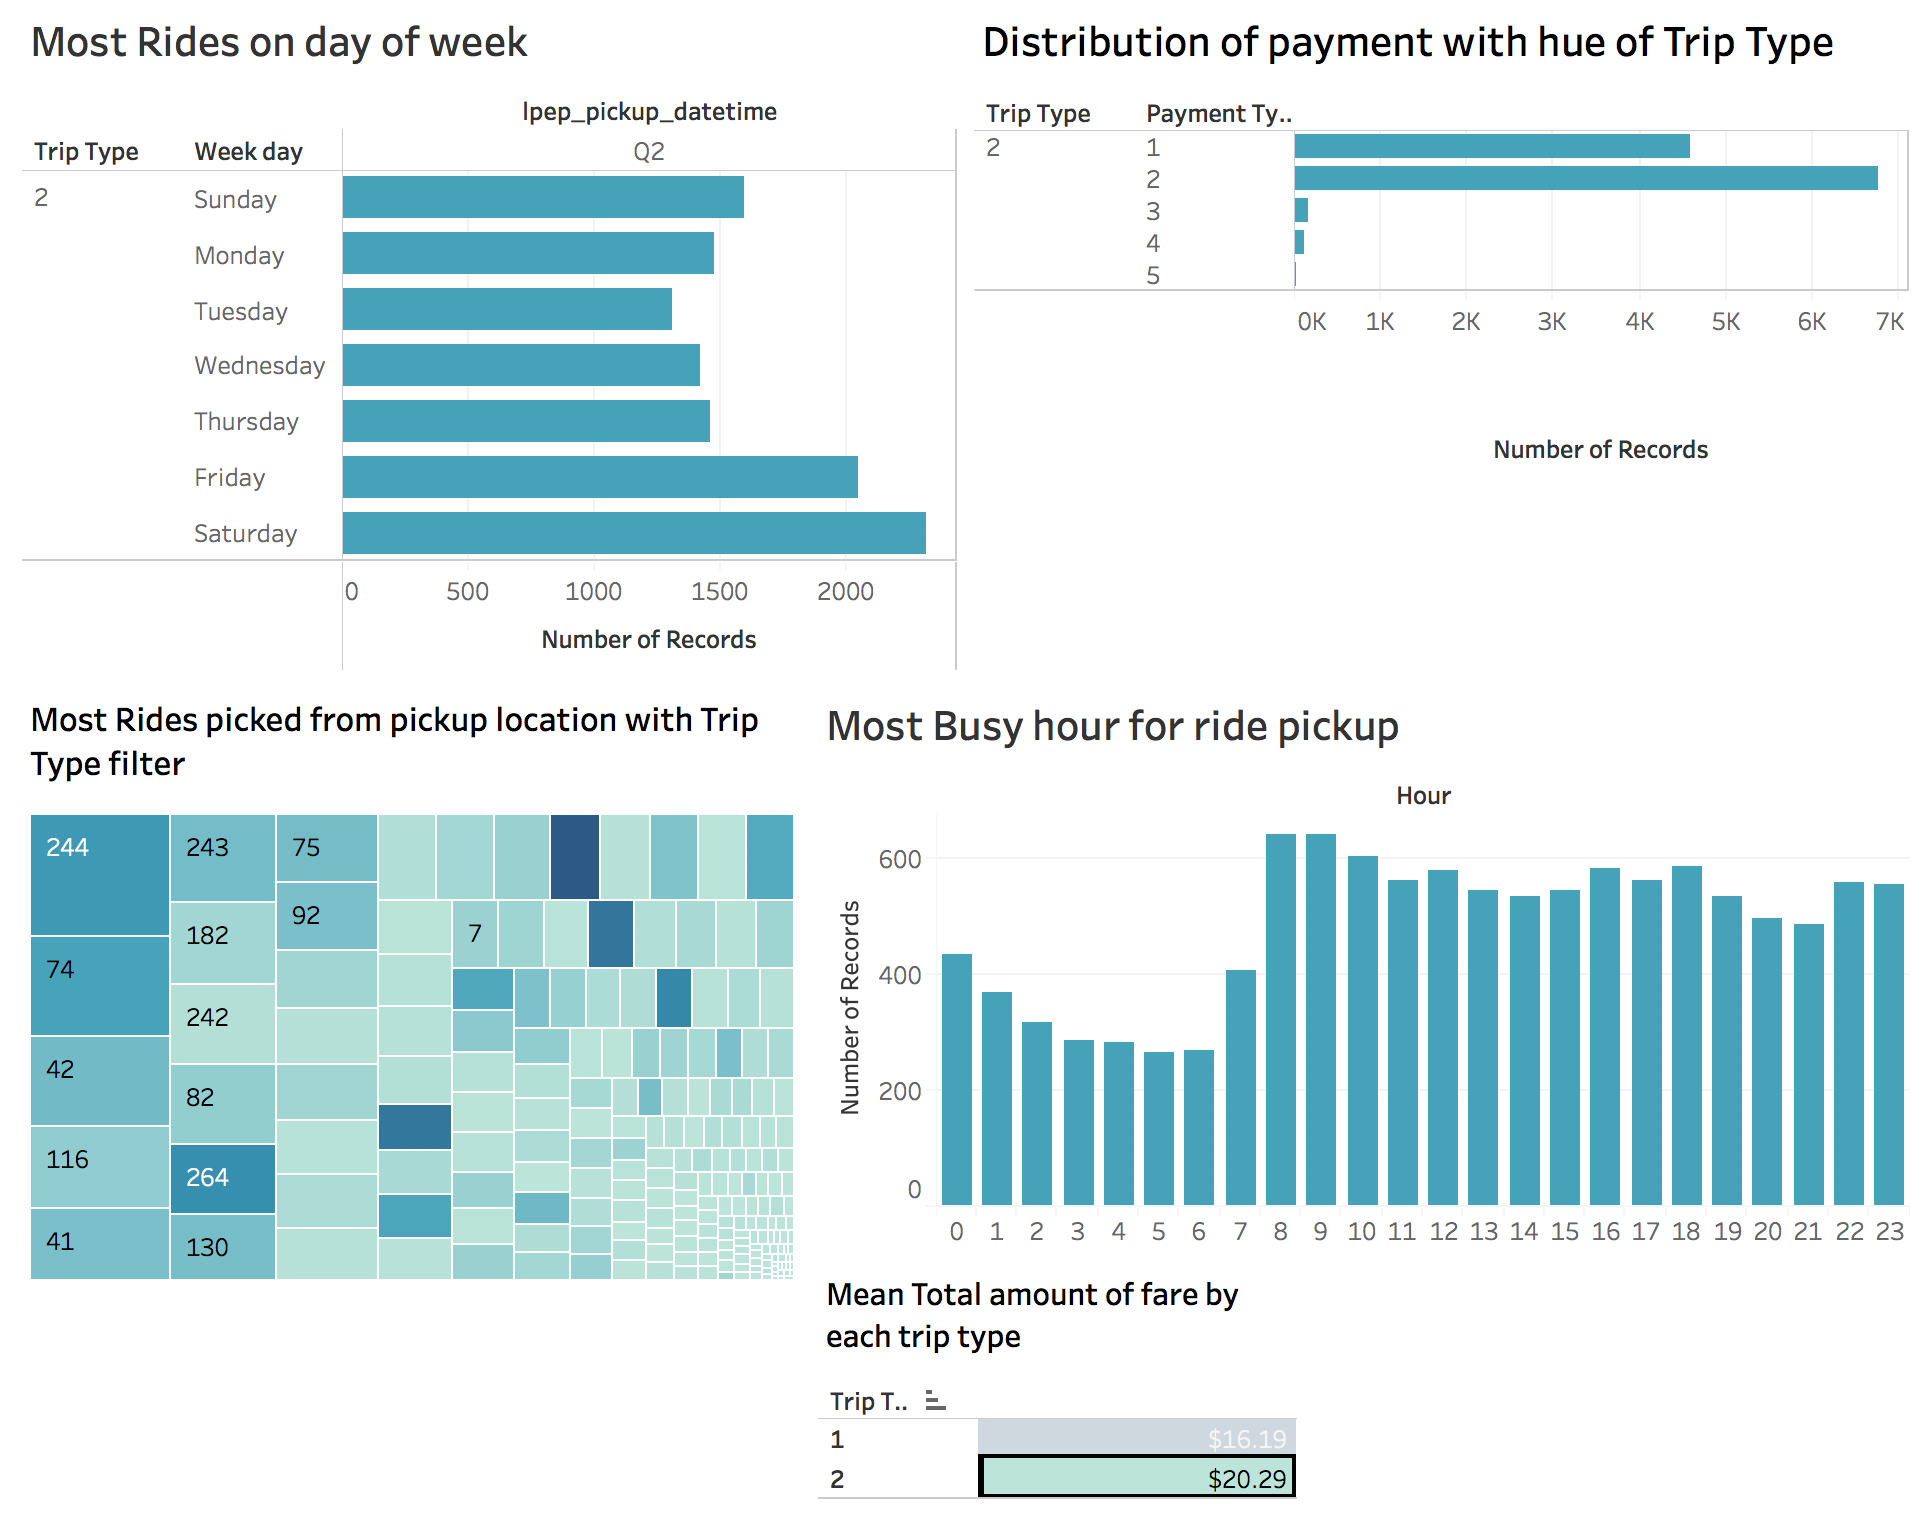 Most Rides on day of week
lpep_pickup_datetime
Trip Type Week day Q2
2 Sunday
Monday
Tuesday
Wednesday
Thursday
Friday
Saturday
0 500 1000 1500 2000
Number of Records
Distribution of payment with hue of Trip Type
Trip Type Payment Ty..
2 1
2
3
4
5
0K 1K 2K 3K 4K 5K 6K 7K
Number of Records
Most Rides picked from pickup location with Trip
Type filter
244
74
42
116
41
243
182
242
82
264
130
75
92
7
Most Busy hour for ride pickup
Hour
Number of Records
600
400
200
0
0 1 2 3 4 5 6 7 8 9 10 11 12 13 14 15 16 17 18 19 20 21 22 23
Mean Total amount of fare by
each trip type
Trip T..
1 $16.19
2 $20.29